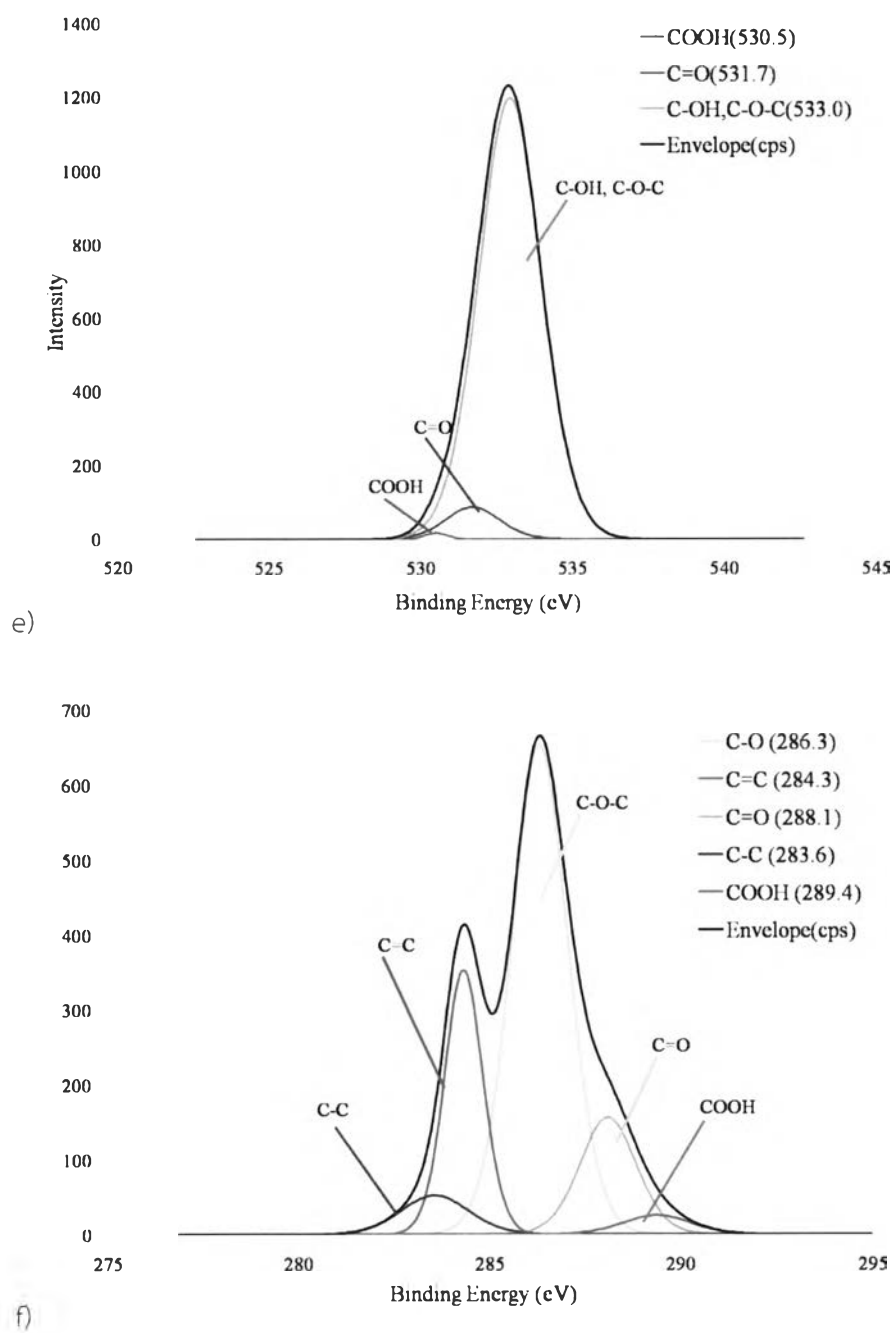 1400
1200
1000
800
600
400
200
0
Intensity
COOH(530.5)
C=O(531.7)
C-OH,C-O-C(533.0)
Envelope(cps)
C-OH, C-O-C
C=O
COOH
520 525 530 535 540 545
Binding Energy (eV)
e)
700
600
500
400
300
200
100
0
C-O (286.3)
C=C (284.3)
C=O (288.1)
C-C (283.6)
COOH (289.4)
Envelope(cps)
C-O-C
C=C
C=O
C-C
COOH
275 280 285 290 295
Binding Energy (eV)
f)